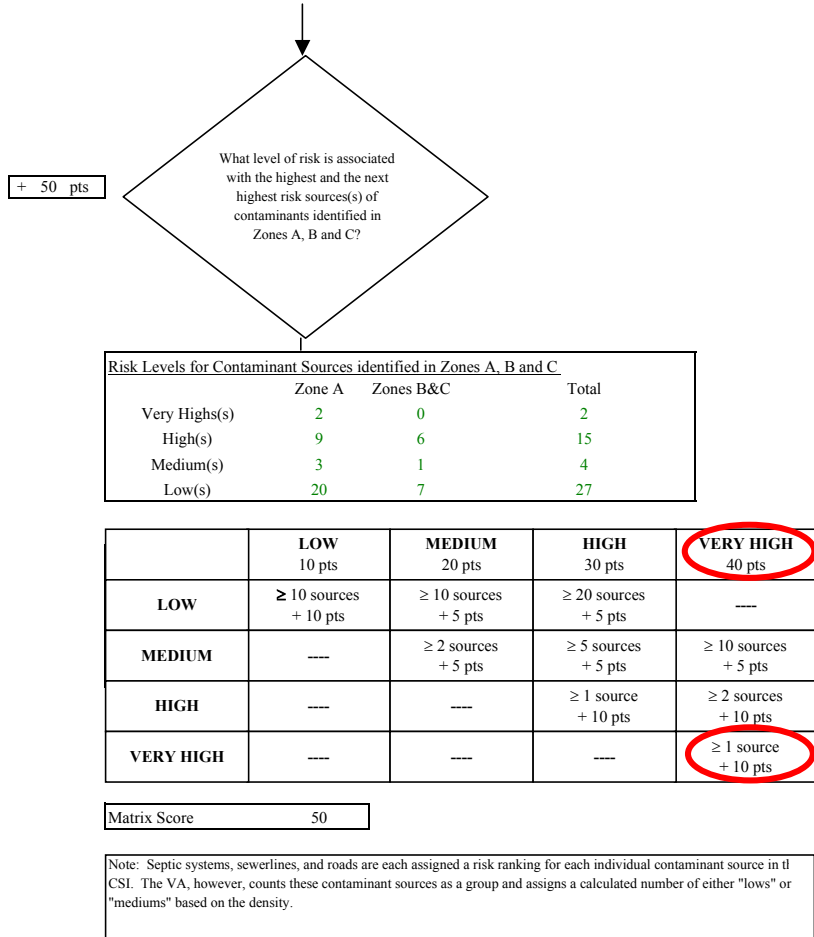 What level of risk is associated
with the highest and the next
highest risk sources(s) of
contaminants identified in
Zones A, B and C?
+ 50 pts
Risk Levels for Contaminant Sources identified in Zones A, B and C
Zone A Zones B&C Total
Very Highs(s) 2 0 2
High(s) 9 6 15
Medium(s) 3 1 4
Low(s) 20 7 27
LOW MEDIUM HIGH VERY HIGH
10 pts 20 pts 30 pts 40 pts
LOW ≥ 10 sources ≥ 10 sources ≥ 20 sources ----
+ 10 pts + 5 pts + 5 pts
MEDIUM ---- ≥ 2 sources ≥ 5 sources ≥ 10 sources
+ 5 pts + 5 pts + 5 pts
HIGH ---- ---- ≥ 1 source ≥ 2 sources
+ 10 pts + 10 pts
VERY HIGH ---- ---- ---- ≥ 1 source
+ 10 pts
Matrix Score 50
Note: Septic systems, sewerlines, and roads are each assigned a risk ranking for each individual contaminant source in
CSI. The VA, however, counts these contaminant sources as a group and assigns a calculated number of either "lows" or
"mediums" based on the density.